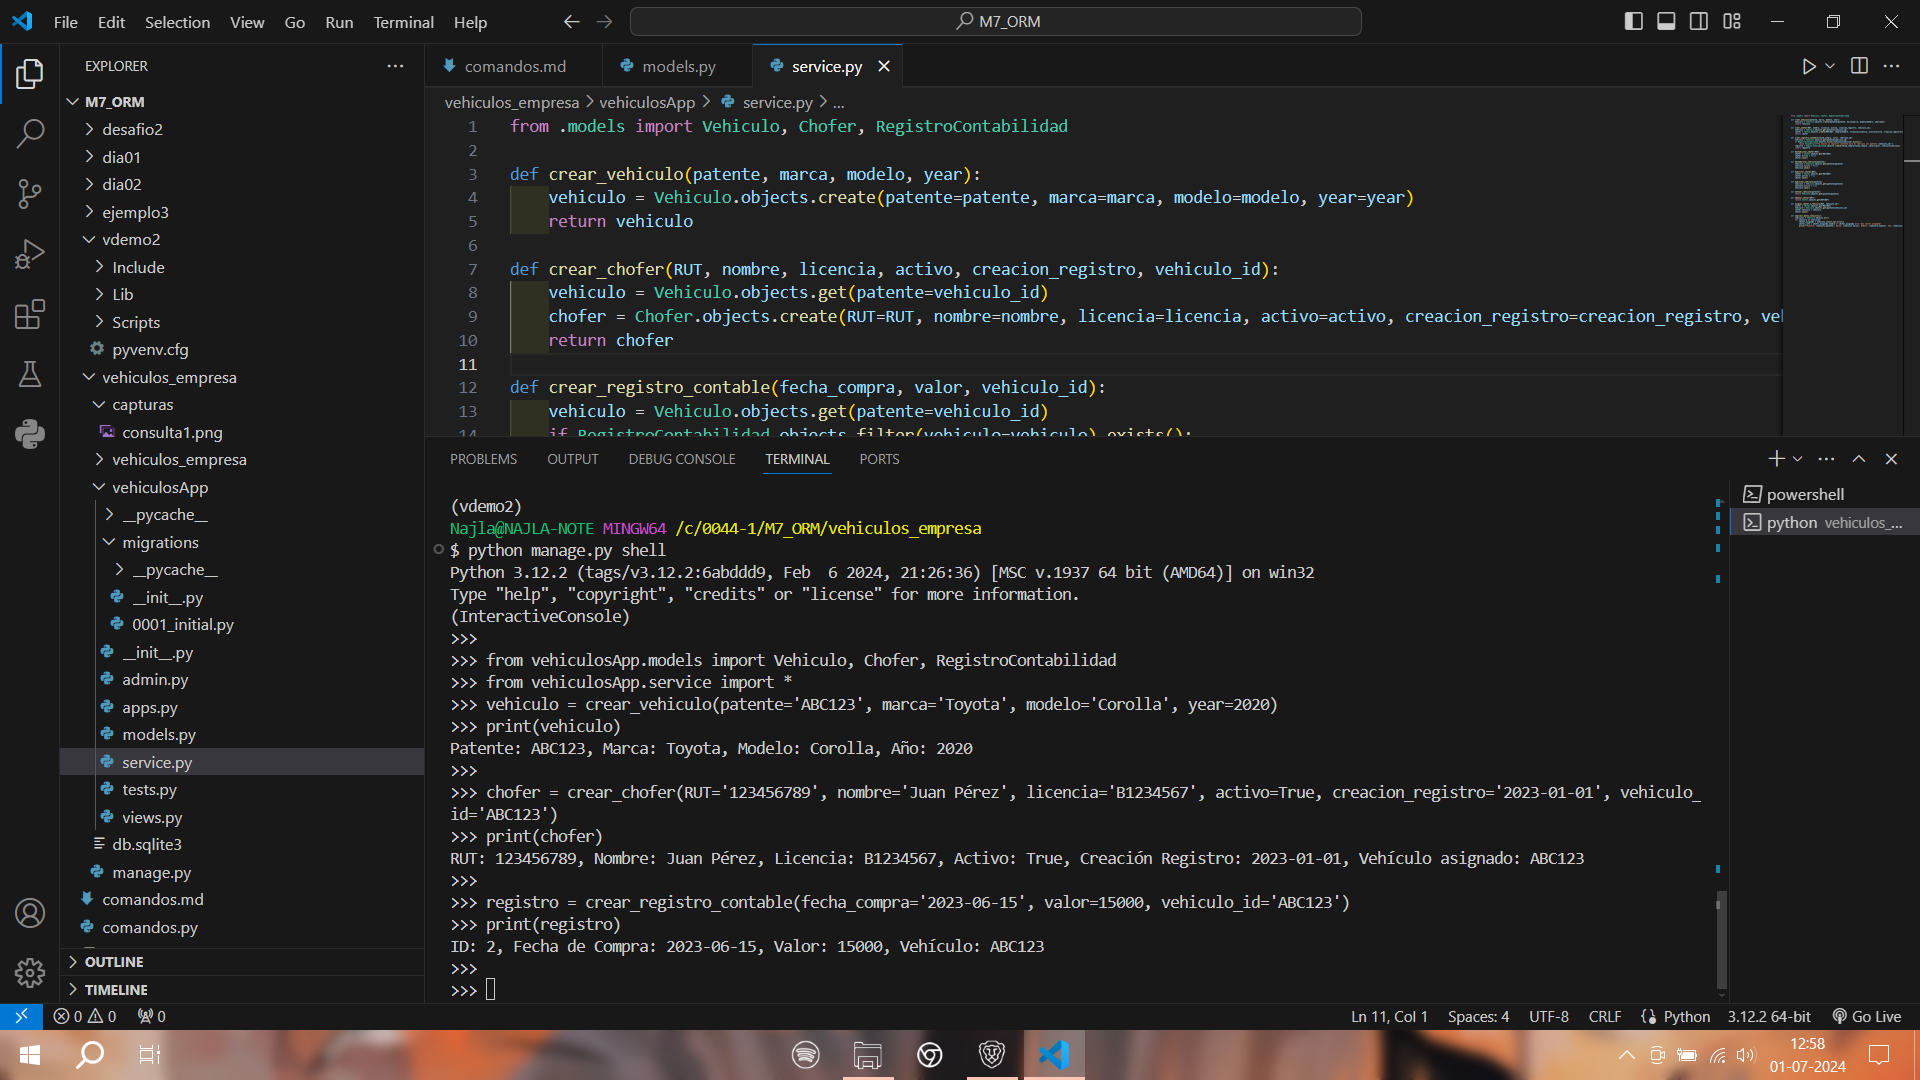 File Edit Selection View Go Run Terminal Help
M7_ORM
EXPLORER
M7_ORM
desafio2
dia01
dia02
ejemplo3
vdemo2
Include
Lib
Scripts
pyvenv.cfg
vehiculos_empresa
capturas
consulta1.png
vehiculos_empresa
vehiculosApp
__pycache__
migrations
__pycache__
__init__.py
0001_initial.py
__init__.py
admin.py
apps.py
models.py
service.py
tests.py
views.py
db.sqlite3
manage.py
comandos.md
comandos.py
OUTLINE
TIMELINE
comandos.md models.py service.py
vehiculos_empresa > vehiculosApp > service.py > ...
1 from .models import Vehiculo, Chofer, RegistroContabilidad
2
3 def crear_vehiculo(patente, marca, modelo, year):
4 vehiculo = Vehiculo.objects.create(patente=patente, marca=marca, modelo=modelo, year=year)
5 return vehiculo
6
7 def crear_chofer(RUT, nombre, licencia, activo, creacion_registro, vehiculo_id):
8 vehiculo = Vehiculo.objects.get(patente=vehiculo_id)
9 chofer = Chofer.objects.create(RUT=RUT, nombre=nombre, licencia=licencia, activo=activo, creacion_registro=creacion_registro, veh
10 return chofer
11
12 def crear_registro_contable(fecha_compra, valor, vehiculo_id):
13 vehiculo = Vehiculo.objects.get(patente=vehiculo_id)
14 if RegistroContabilidad.objects.filter(vehiculo=vehiculo).exists():
PROBLEMS OUTPUT DEBUG CONSOLE TERMINAL PORTS
powershell
python vehiculos_...
(vdemo2)
Najla@NAJLA-NOTE MINGW64 /c/0044-1/M7_ORM/vehiculos_empresa
$ python manage.py shell
Python 3.12.2 (tags/v3.12.2:6abddd9, Feb  6 2024, 21:26:36) [MSC v.1937 64 bit (AMD64)] on win32
Type "help", "copyright", "credits" or "license" for more information.
(InteractiveConsole)
>>>
>>> from vehiculosApp.models import Vehiculo, Chofer, RegistroContabilidad
>>> from vehiculosApp.service import *
>>> vehiculo = crear_vehiculo(patente='ABC123', marca='Toyota', modelo='Corolla', year=2020)
>>> print(vehiculo)
Patente: ABC123, Marca: Toyota, Modelo: Corolla, Año: 2020
>>>
>>> chofer = crear_chofer(RUT='123456789', nombre='Juan Pérez', licencia='B1234567', activo=True, creacion_registro='2023-01-01', vehiculo_
id='ABC123')
>>> print(chofer)
RUT: 123456789, Nombre: Juan Pérez, Licencia: B1234567, Activo: True, Creación Registro: 2023-01-01, Vehículo asignado: ABC123
>>>
>>> registro = crear_registro_contable(fecha_compra='2023-06-15', valor=15000, vehiculo_id='ABC123')
>>> print(registro)
ID: 2, Fecha de Compra: 2023-06-15, Valor: 15000, Vehículo: ABC123
>>>
>>>
0 0 0 Ln 11, Col 1 Spaces: 4 UTF-8 CRLF Python 3.12.2 64-bit Go Live
12:58
01-07-2024